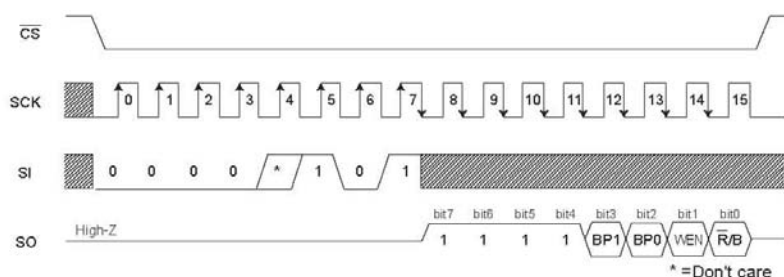 CS
SCK 0 1 2 3 4 5 6 7 8 9 10 11 12 13 14 15
SI 0 0 0 0 * 1 0 1
bit7 bit6 bit5 bit4 bit3 bit2 bit1 bit0
SO High-Z 1 1 1 1 BP1 BP0 WEN R/B
* =Don't care